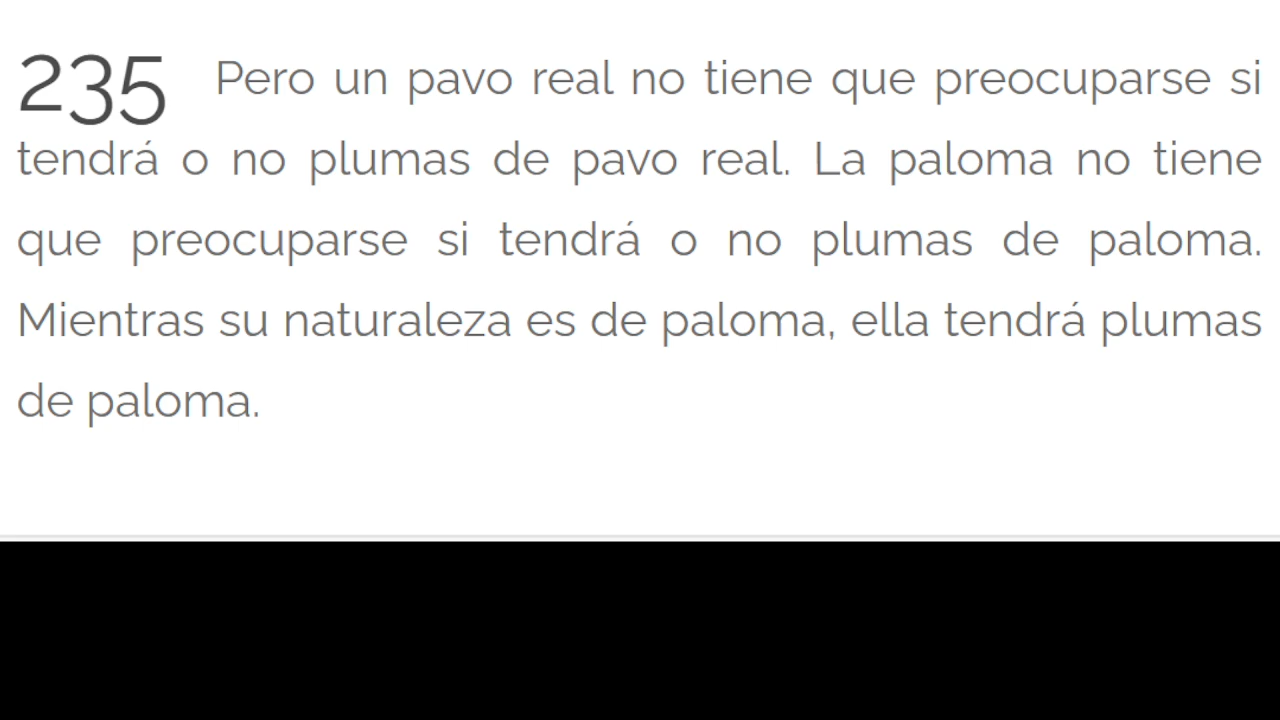 235 Pero un pavo real no tiene que preocuparse si
tendrá o no plumas de pavo real. La paloma no tiene
que preocuparse si tendrá o no plumas de paloma.
Mientras su naturaleza es de paloma, ella tendrá plumas
de paloma.